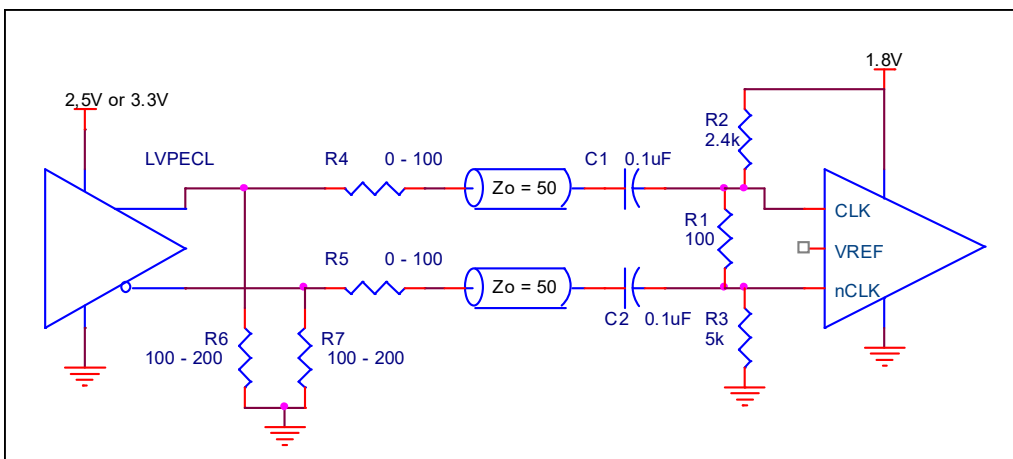 1.8V
2,5V or 3.3V
R2
2.4k
LVPECL
R4 0 - 100
C1 0.1uF
Zo = 50
CLK
R1
100
VREF
R5 0 - 100
Zo = 50
nCLK
C2 0.1uF
R3
5k
R6
100 - 200
R7
100 - 200